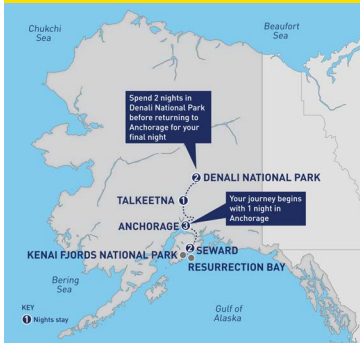 Chukchi
Sea
Beaufort
Sea
Spend 2 nights in
Denali National Park
before returning to
Anchorage for your
final night
2 DENALI NATIONAL PARK
TALKEETNA 1
Your journey begins
with 1 night in
Anchorage
ANCHORAGE 3
2 SEWARD
KENAI FJORDS NATIONAL PARK
RESURRECTION BAY
Bering
Sea
Gulf of
Alaska
KEY
1 Nights stay